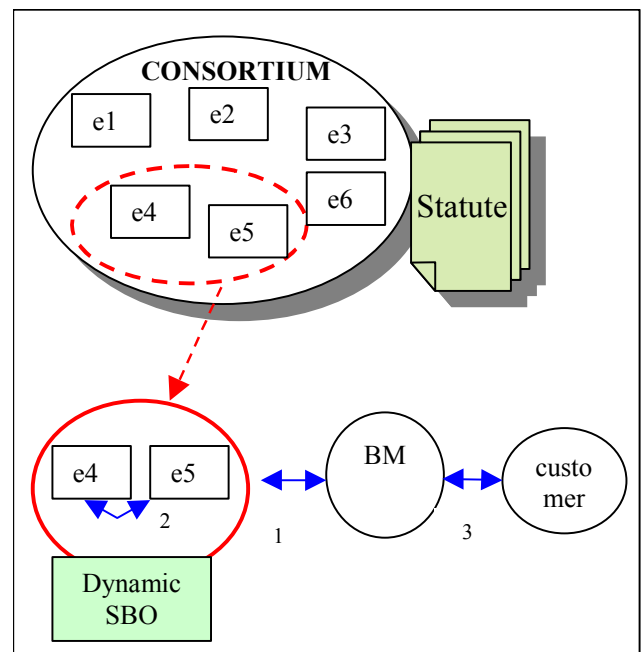 CONSORTIUM
e1
e2
e3
e4
e5
e6
Statute
e4
e5
2
Dynamic
SBO
1
BM
3
custo
mer